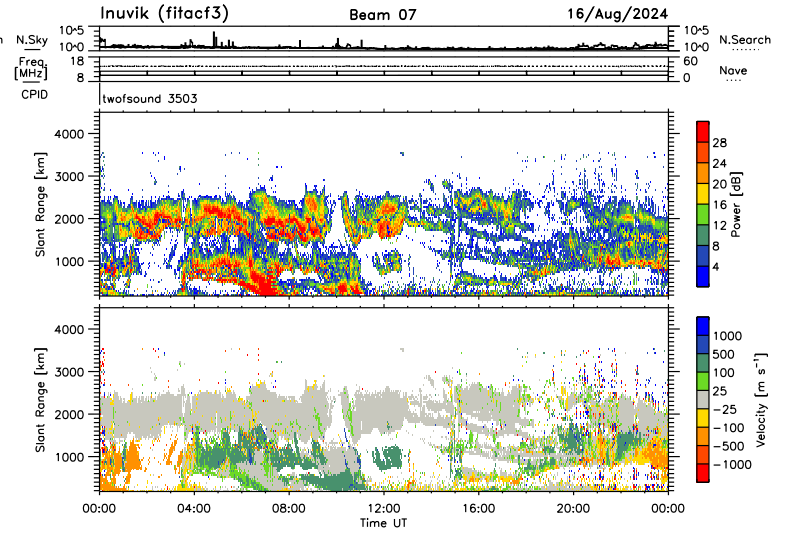 Inuvik (fitacf3) Beam 07 16/Aug/2024
n N.Sky 10^5 10^0 10^5 10^0 N.Search
Freq. [MHz] 18 8 60 0 Nave
CPID twofsound 3503
Slant Range [km] 4000 3000 2000 1000
Power [dB] 28 24 20 16 12 8 4
Slant Range [km] 4000 3000 2000 1000
Velocity [m s⁻¹] 1000 500 100 25 -25 -100 -500 -1000
00:00 04:00 08:00 12:00 16:00 20:00 00:00
Time UT